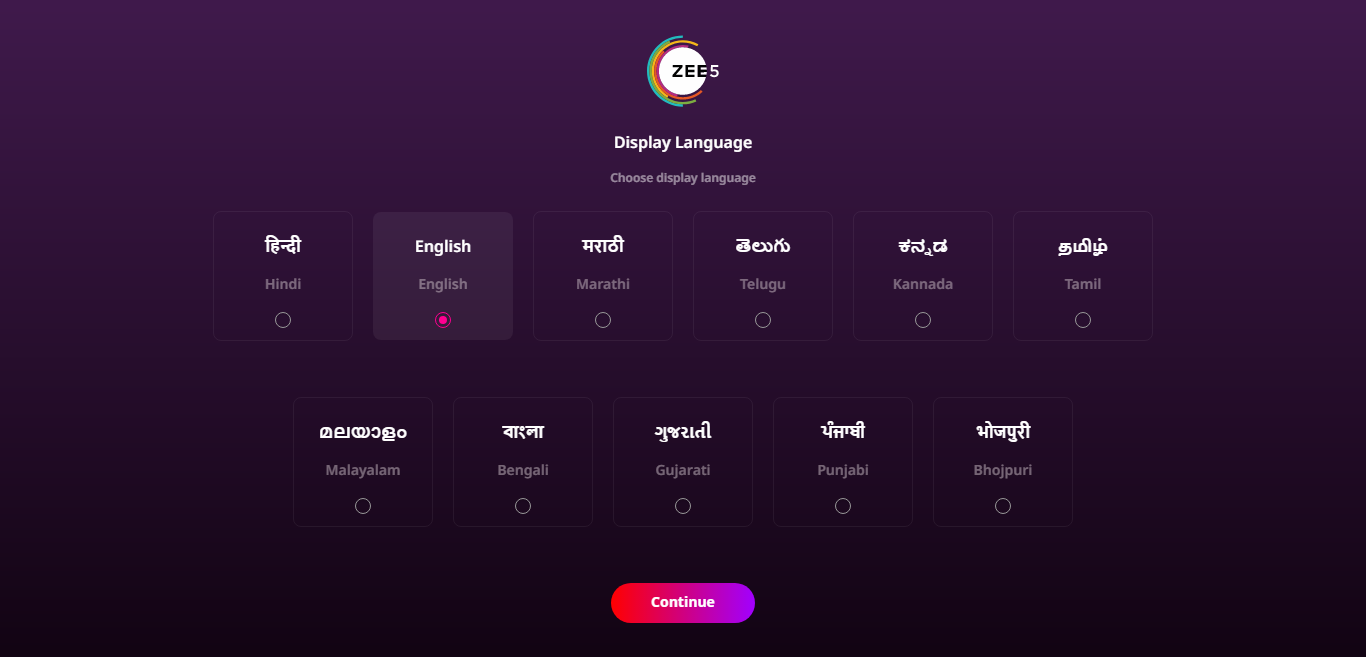 ZEE5
Display Language
Choose display language
हिन्दी English मराठी తెలుగు ಕನ್ನಡ தமிழ்
Hindi English Marathi Telugu Kannada Tamil
മലയാളം বাংলা ગુજરાતી ਪੰਜਾਬੀ भोजपुरी
Malayalam Bengali Gujarati Punjabi Bhojpuri
Continue